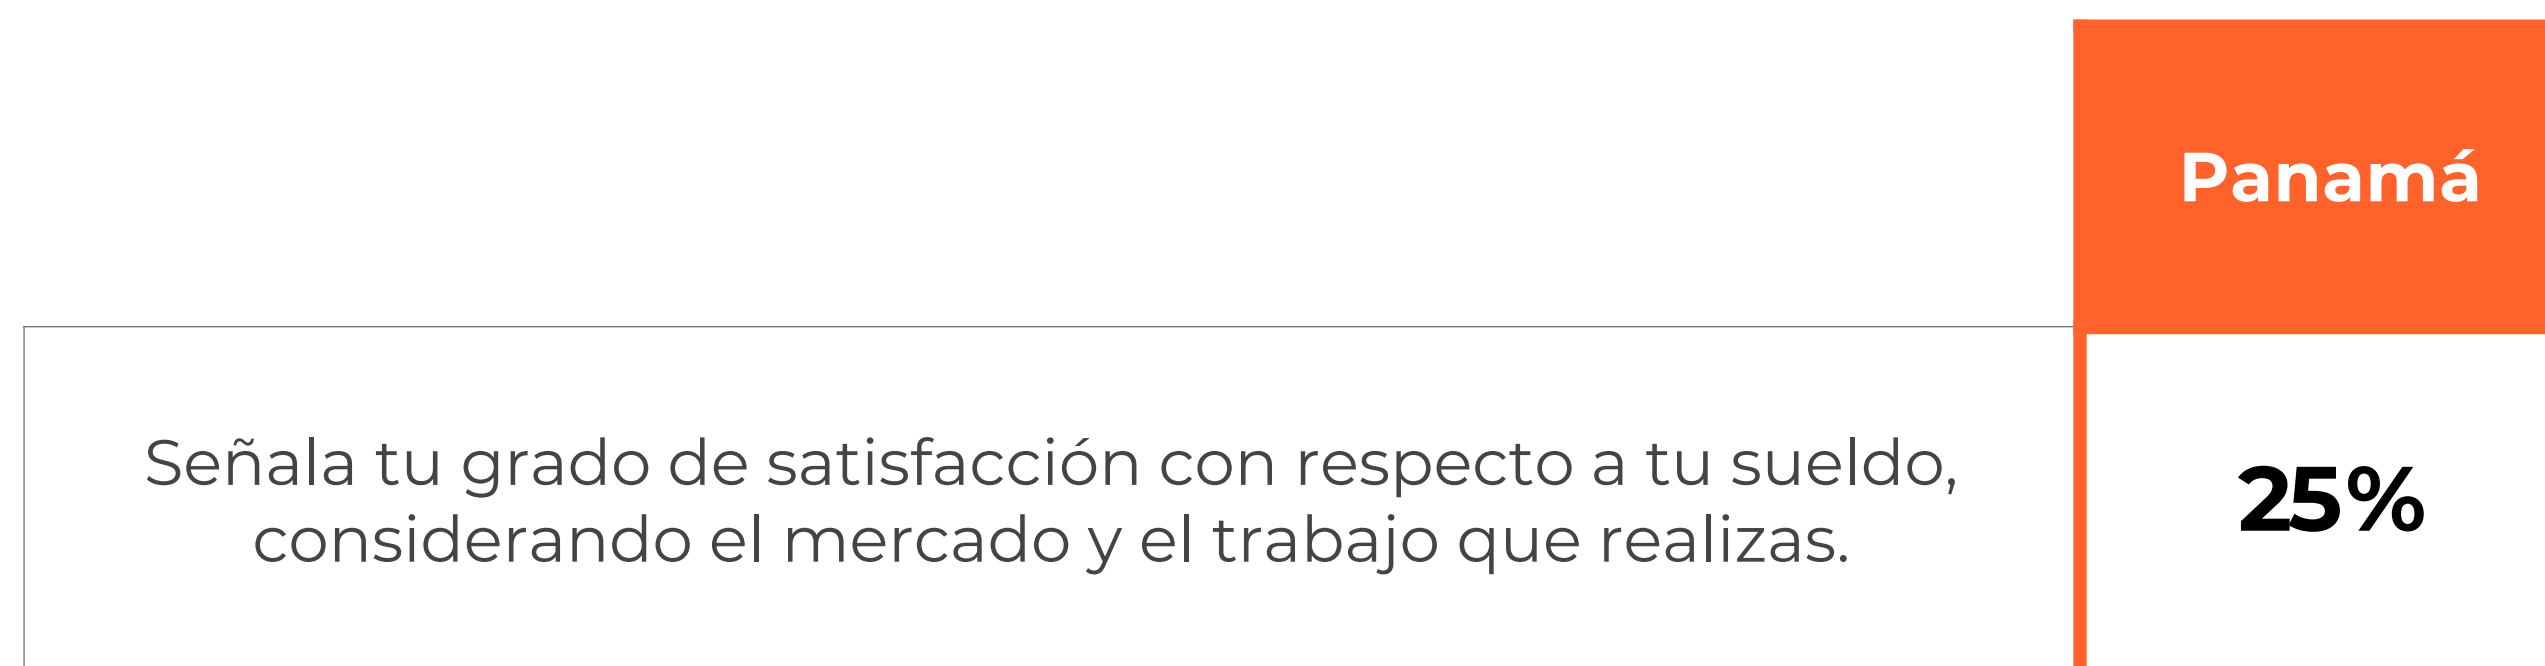 Panamá
Señala tu grado de satisfacción con respecto a tu sueldo,
considerando el mercado y el trabajo que realizas.
25%